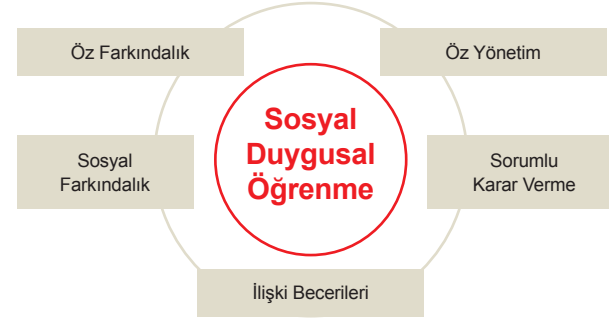 Öz Farkındalık
Öz Yönetim
Sosyal
Duygusal
Öğrenme
Sosyal
Farkındalık
Sorumlu
Karar Verme
İlişki Becerileri